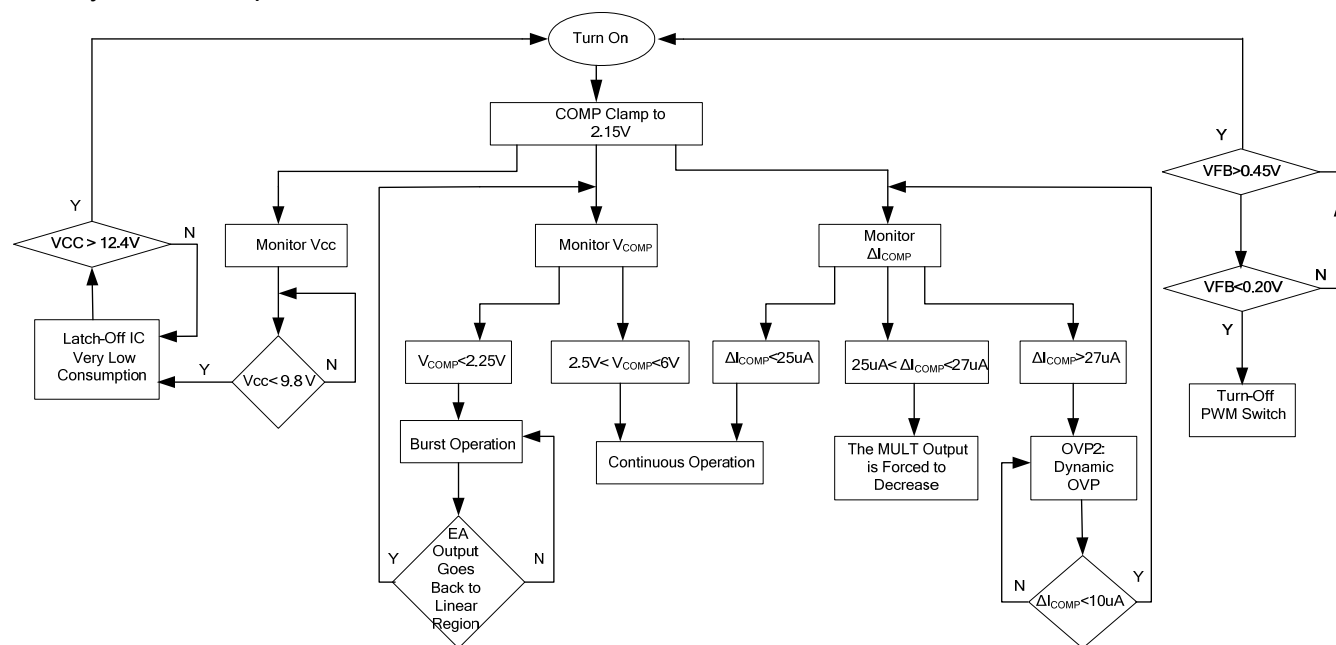 Turn On
COMP Clamp to
2.15V
Y
VFB>0.45V
Y
VCC > 12.4V
N
Monitor Vcc
Monitor VCOMP
Monitor
ΔICOMP
VFB<0.20V
N
Y
Latch-Off IC
Very Low
Consumption
Y
Vcc< 9.8 V
N
VCOMP<2.25V
2.5V< VCOMP<6V
ΔICOMP<25uA
25uA< ΔICOMP<27uA
ΔICOMP>27uA
Turn-Off
PWM Switch
Burst Operation
Continuous Operation
The MULT Output
is Forced to
Decrease
OVP2:
Dynamic
OVP
EA
Output
Goes
Back to
Linear
Region
Y
N
N
ΔICOMP<10uA
Y